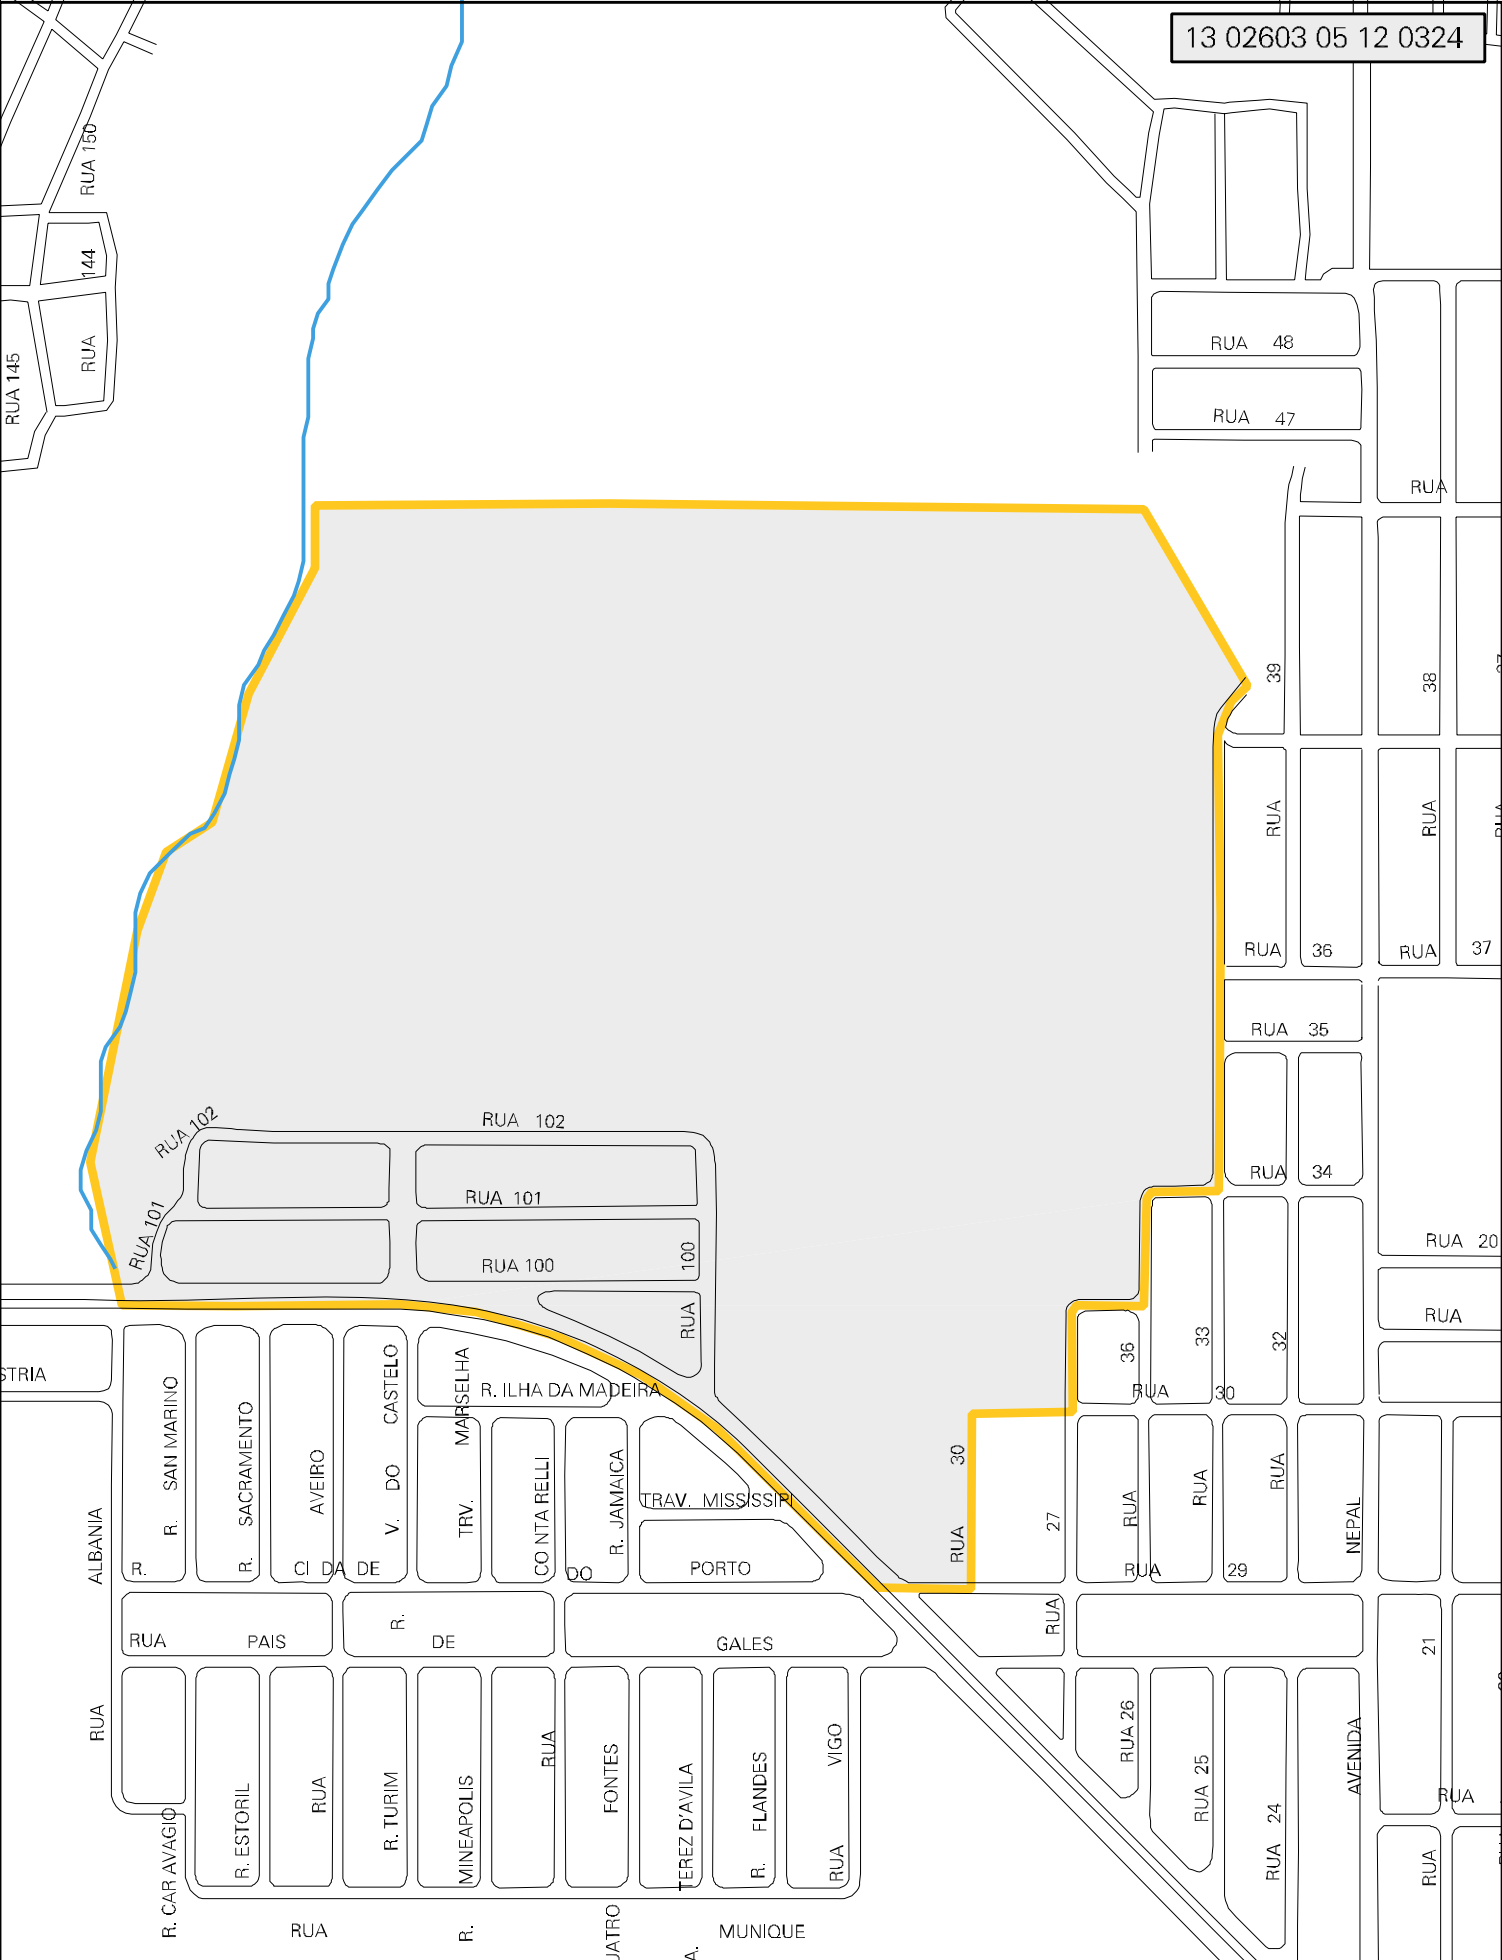 13 02603 05 12 0324
RUA 150
144
RUA
RUA 145
RUA 48
RUA 47
RUA
39
38
RUA
RUA
RUA 36
RUA 37
RUA 35
RUA 102
RUA 102
RUA 34
RUA 101
RUA 101
RUA 20
RUA 100
100
RUA
RUA
36
33
32
STRIA
CASTELO
MARSELHA
R. ILHA DA MADEIRA
RUA 30
SAN MARINO
SACRAMENTO
AVEIRO
V. DO
TRV.
CO NTA RELLI
R. JAMAICA
30
RUA
TRAV. MISSISSIPI
27
RUA
RUA
RUA
NEPAL
ALBANIA
R.
R.
R. CI DA DE DO PORTO
RUA 29
R.
RUA
RUA PAIS DE GALES
21
RUA
RUA
FONTES
VIGO
RUA 26
AVENIDA
RUA 25
RUA
R. CAR AVAGIO
R. ESTORIL
RUA
R. TURIM
MINEAPOLIS
TEREZ D'AVILA
R. FLANDES
RUA
RUA 24
RUA
RUA R. MUNIQUE
UATRO
A.